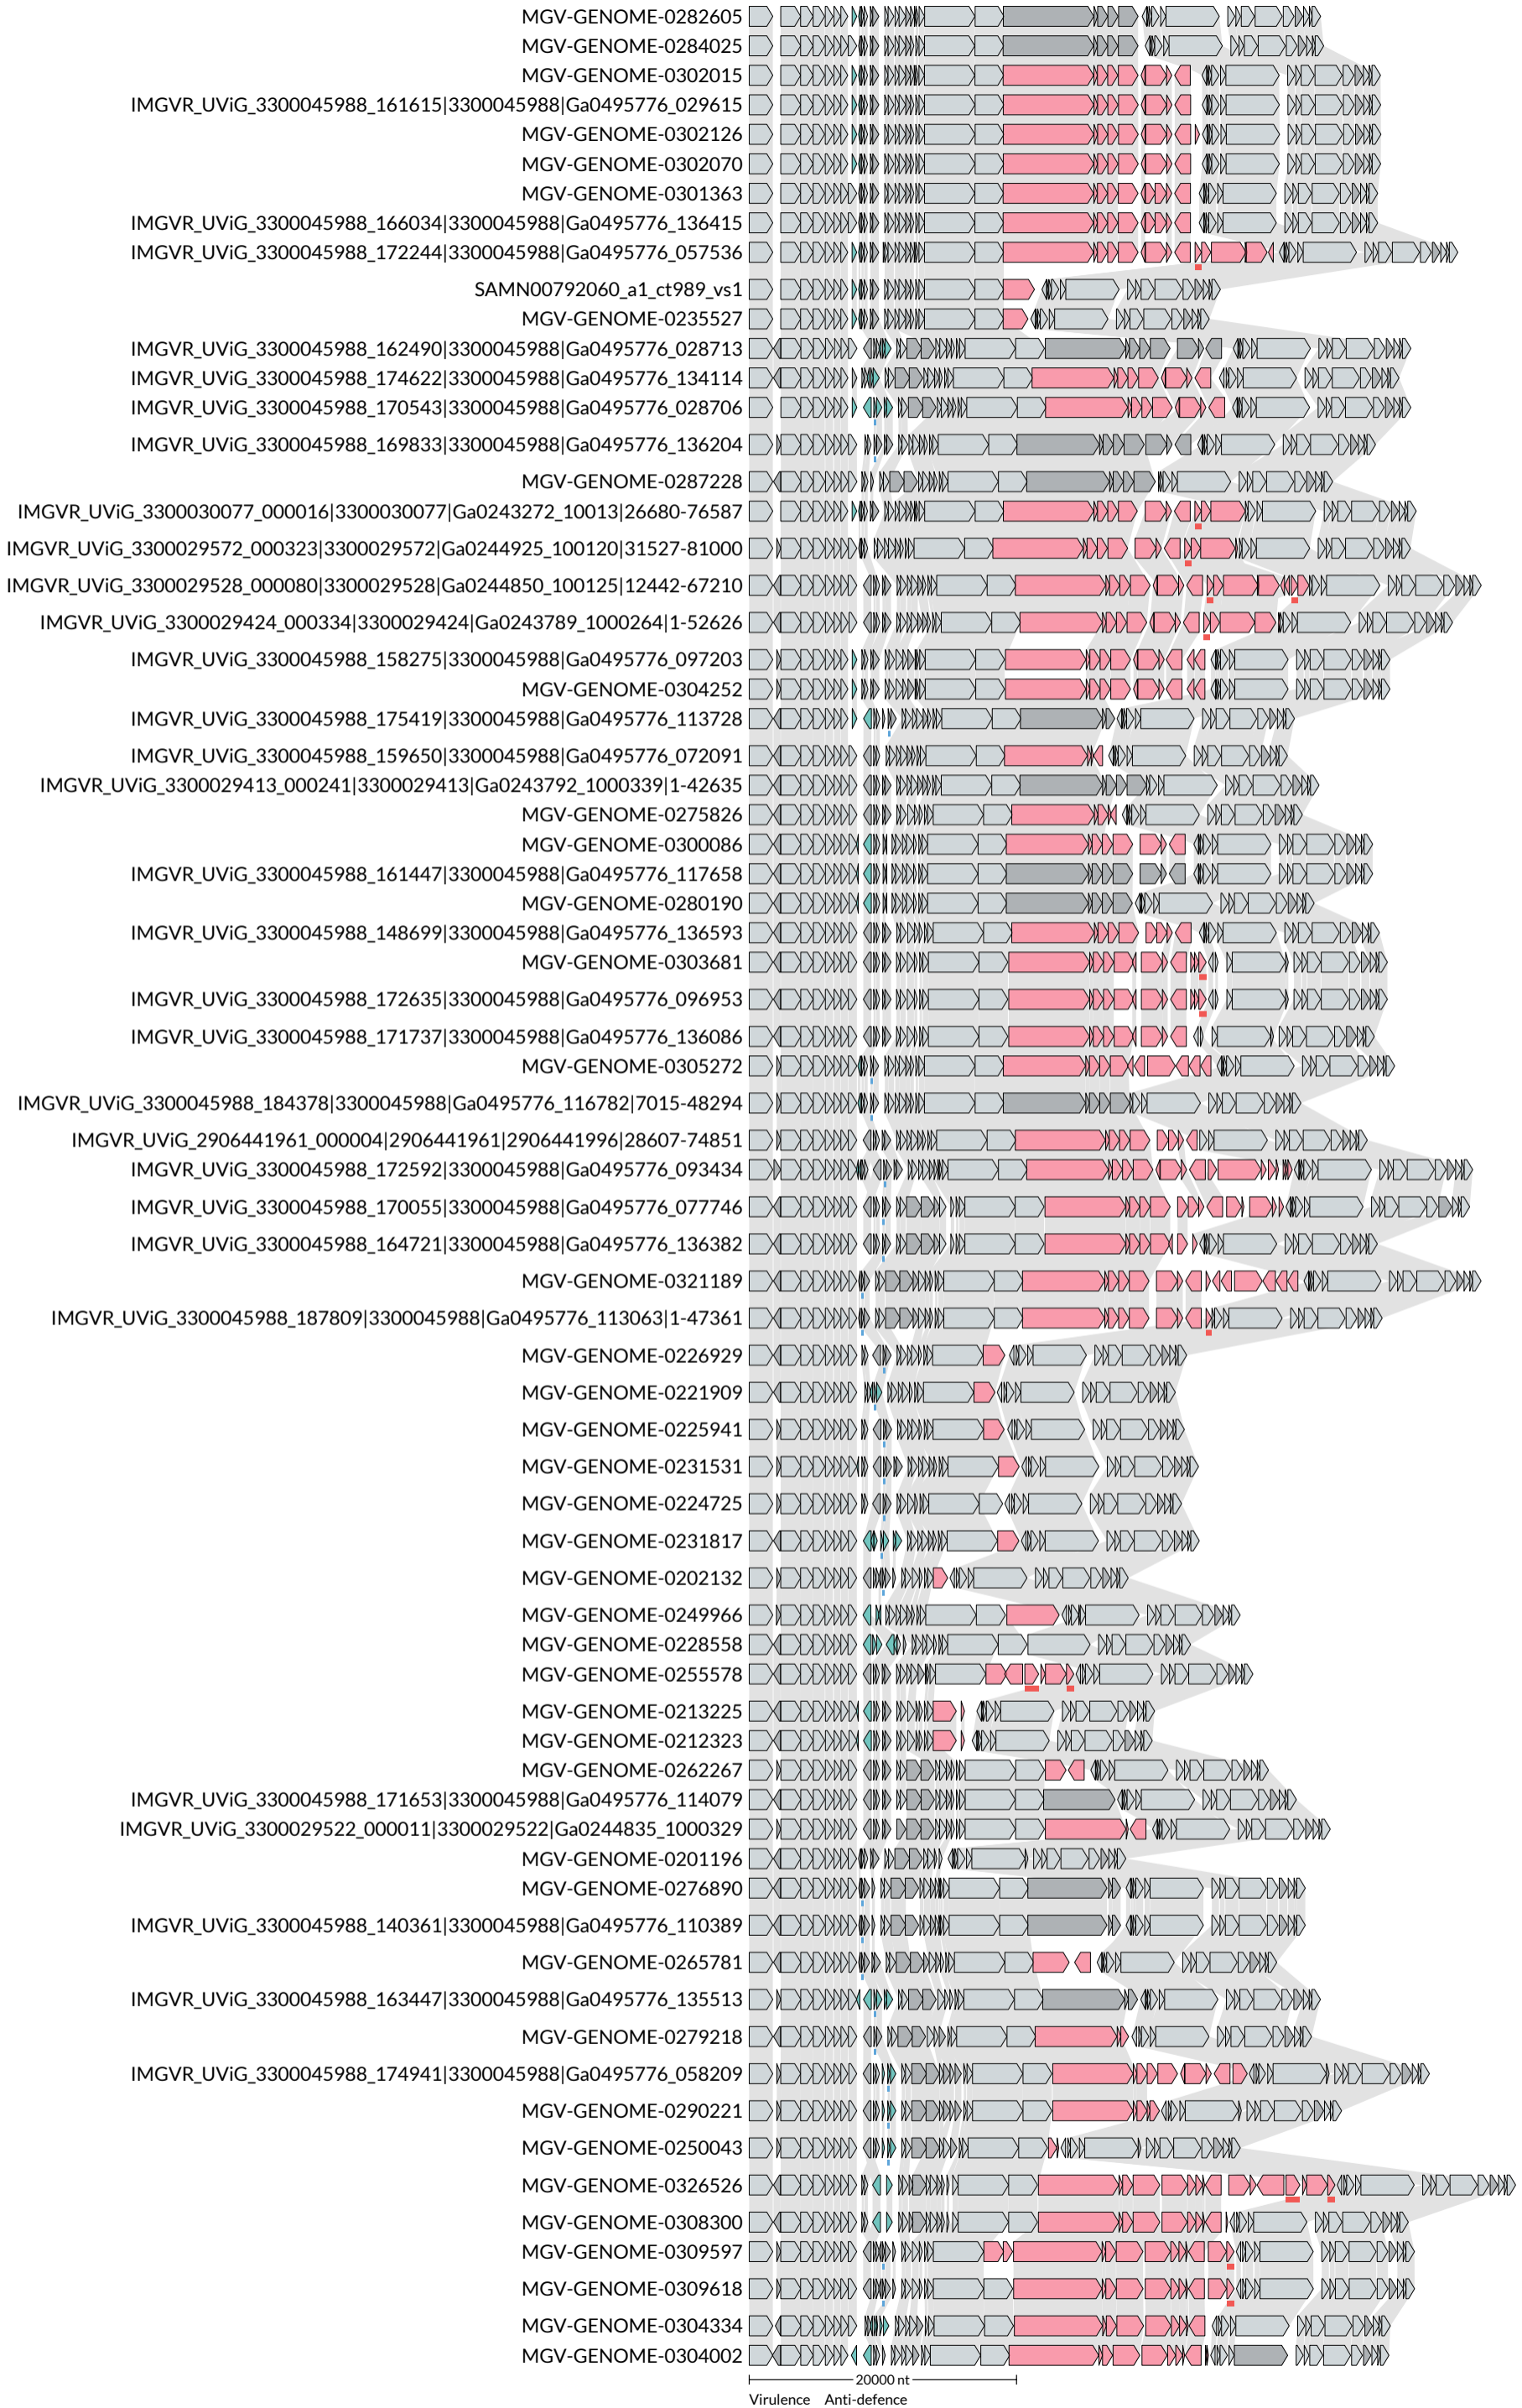 MGV-GENOME-0282605
MGV-GENOME-0284025
MGV-GENOME-0302015
IMGVR_UViG_3300045988_161615|3300045988|Ga0495776_029615
MGV-GENOME-0302126
MGV-GENOME-0302070
MGV-GENOME-0301363
IMGVR_UViG_3300045988_166034|3300045988|Ga0495776_136415
IMGVR_UViG_3300045988_172244|3300045988|Ga0495776_057536
SAMN00792060_a1_ct989_vs1
MGV-GENOME-0235527
IMGVR_UViG_3300045988_162490|3300045988|Ga0495776_028713
IMGVR_UViG_3300045988_174622|3300045988|Ga0495776_134114
IMGVR_UViG_3300045988_170543|3300045988|Ga0495776_028706
IMGVR_UViG_3300045988_169833|3300045988|Ga0495776_136204
MGV-GENOME-0287228
IMGVR_UViG_3300030077_000016|3300030077|Ga0243272_10013|26680-76587
IMGVR_UViG_3300029572_000323|3300029572|Ga0244925_100120|31527-81000
IMGVR_UViG_3300029528_000080|3300029528|Ga0244850_100125|12442-67210
IMGVR_UViG_3300029424_000334|3300029424|Ga0243789_1000264|1-52626
IMGVR_UViG_3300045988_158275|3300045988|Ga0495776_097203
MGV-GENOME-0304252
IMGVR_UViG_3300045988_175419|3300045988|Ga0495776_113728
IMGVR_UViG_3300045988_159650|3300045988|Ga0495776_072091
IMGVR_UViG_3300029413_000241|3300029413|Ga0243792_1000339|1-42635
MGV-GENOME-0275826
MGV-GENOME-0300086
IMGVR_UViG_3300045988_161447|3300045988|Ga0495776_117658
MGV-GENOME-0280190
IMGVR_UViG_3300045988_148699|3300045988|Ga0495776_136593
MGV-GENOME-0303681
IMGVR_UViG_3300045988_172635|3300045988|Ga0495776_096953
IMGVR_UViG_3300045988_171737|3300045988|Ga0495776_136086
MGV-GENOME-0305272
IMGVR_UViG_3300045988_184378|3300045988|Ga0495776_116782|7015-48294
IMGVR_UViG_2906441961_000004|2906441961|2906441996|28607-74851
IMGVR_UViG_3300045988_172592|3300045988|Ga0495776_093434
IMGVR_UViG_3300045988_170055|3300045988|Ga0495776_077746
IMGVR_UViG_3300045988_164721|3300045988|Ga0495776_136382
MGV-GENOME-0321189
IMGVR_UViG_3300045988_187809|3300045988|Ga0495776_113063|1-47361
MGV-GENOME-0226929
MGV-GENOME-0221909
MGV-GENOME-0225941
MGV-GENOME-0231531
MGV-GENOME-0224725
MGV-GENOME-0231817
MGV-GENOME-0202132
MGV-GENOME-0249966
MGV-GENOME-0228558
MGV-GENOME-0255578
MGV-GENOME-0213225
MGV-GENOME-0212323
MGV-GENOME-0262267
IMGVR_UViG_3300045988_171653|3300045988|Ga0495776_114079
IMGVR_UViG_3300029522_000011|3300029522|Ga0244835_1000329
MGV-GENOME-0201196
MGV-GENOME-0276890
IMGVR_UViG_3300045988_140361|3300045988|Ga0495776_110389
MGV-GENOME-0265781
IMGVR_UViG_3300045988_163447|3300045988|Ga0495776_135513
MGV-GENOME-0279218
IMGVR_UViG_3300045988_174941|3300045988|Ga0495776_058209
MGV-GENOME-0290221
MGV-GENOME-0250043
MGV-GENOME-0326526
MGV-GENOME-0308300
MGV-GENOME-0309597
MGV-GENOME-0309618
MGV-GENOME-0304334
MGV-GENOME-0304002
20000 nt
Virulence Anti-defence